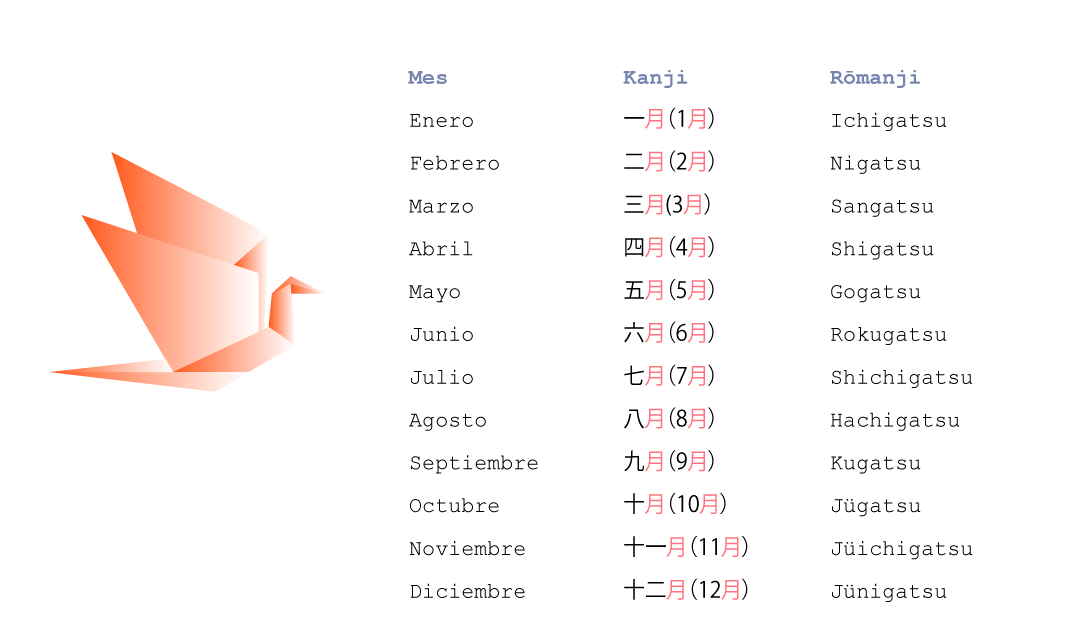 Mes Kanji Rōmanji
Enero 一月(1月) Ichigatsu
Febrero 二月(2月) Nigatsu
Marzo 三月(3月) Sangatsu
Abril 四月(4月) Shigatsu
Mayo 五月(5月) Gogatsu
Junio 六月(6月) Rokugatsu
Julio 七月(7月) Shichigatsu
Agosto 八月(8月) Hachigatsu
Septiembre 九月(9月) Kugatsu
Octubre 十月(10月) Jügatsu
Noviembre 十一月(11月) Jüichigatsu
Diciembre 十二月(12月) Jünigatsu